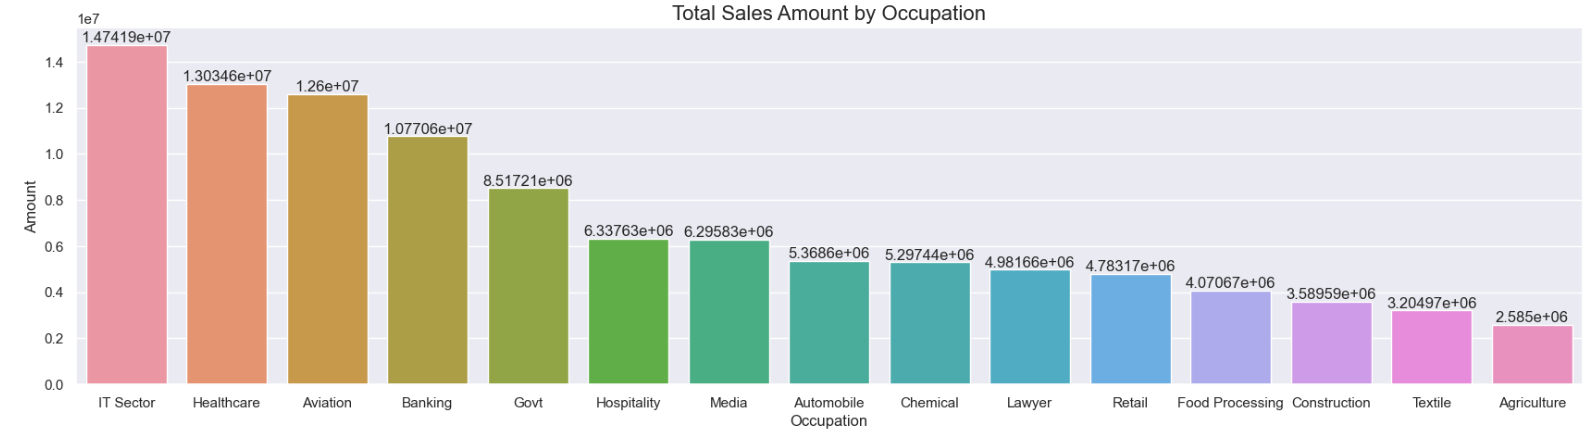 Total Sales Amount by Occupation
1e7
1.47419e+07
1.30346e+07
1.26e+07
1.07706e+07
8.51721e+06
6.33763e+06
6.29583e+06
5.3686e+06
5.29744e+06
4.98166e+06
4.78317e+06
4.07067e+06
3.58959e+06
3.20497e+06
2.585e+06
1.4
1.2
1.0
0.8
0.6
0.4
0.2
0.0
Amount
IT Sector
Healthcare
Aviation
Banking
Govt
Hospitality
Media
Automobile
Chemical
Lawyer
Retail
Food Processing
Construction
Textile
Agriculture
Occupation